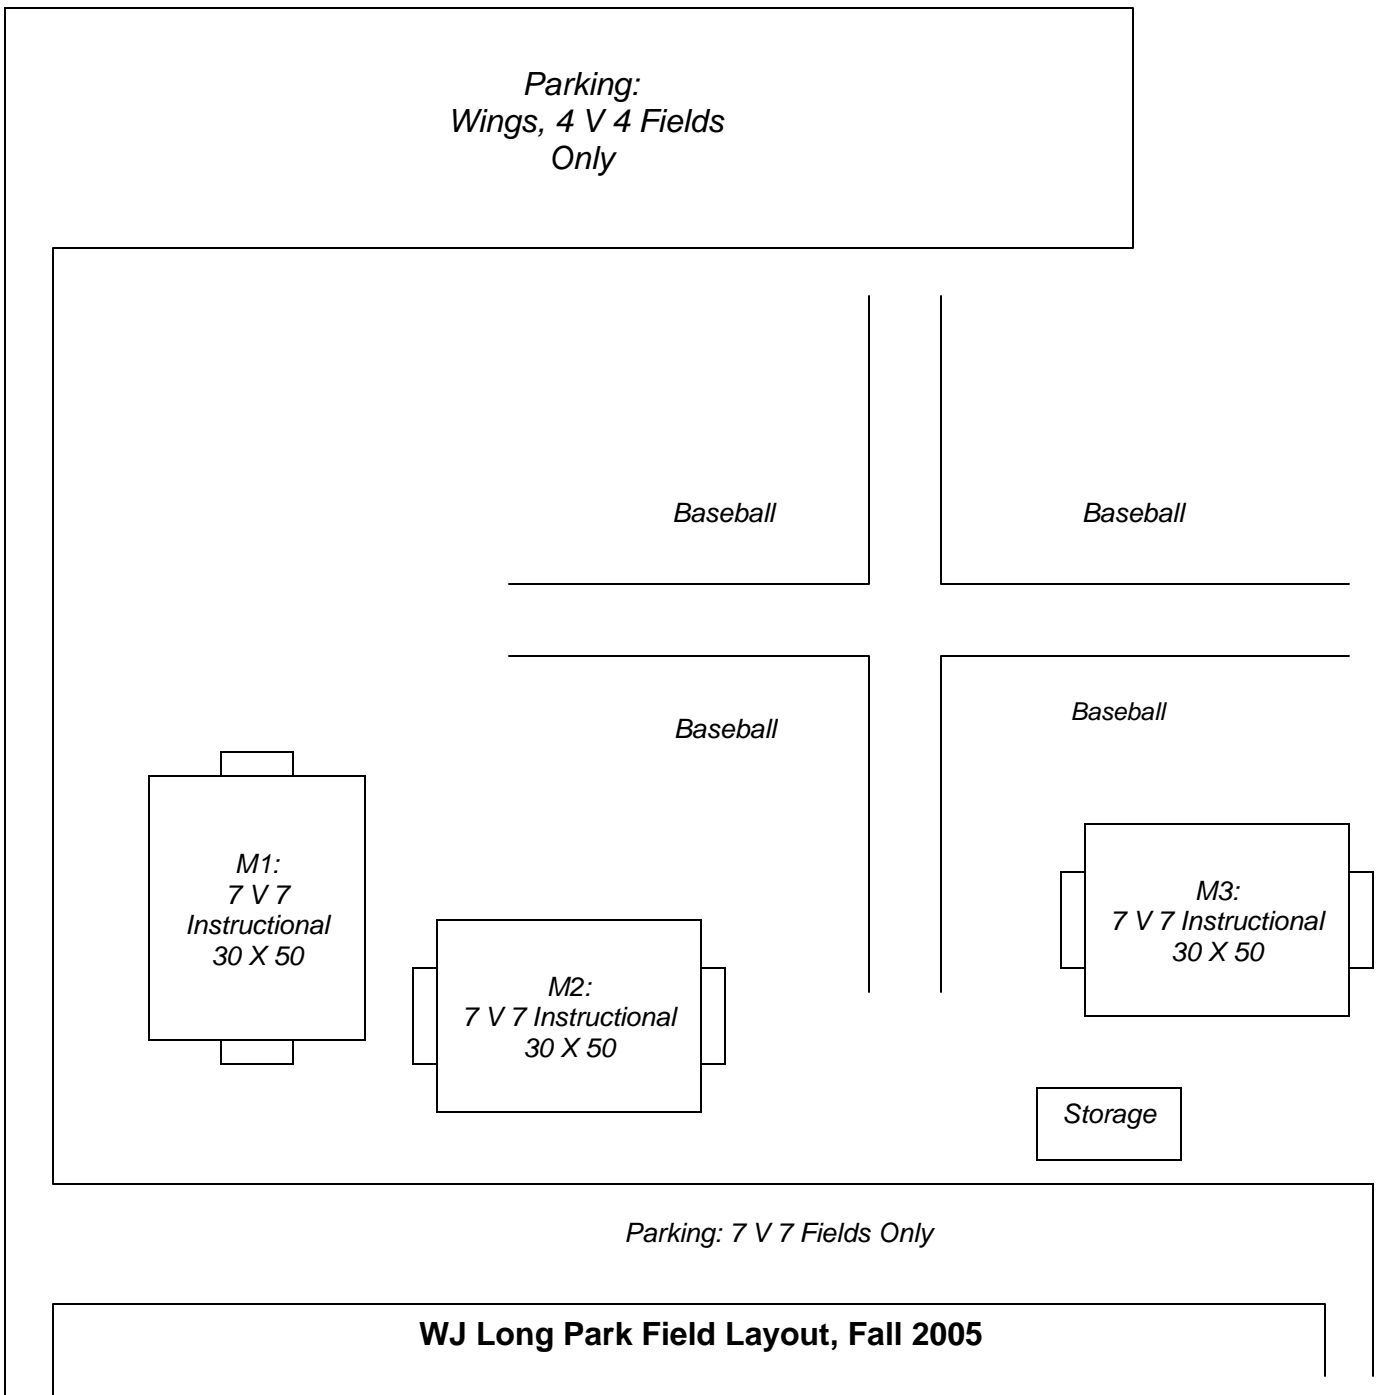 Parking:
Wings, 4 V 4 Fields
Only
Baseball
Baseball
Baseball
Baseball
M1:
7 V 7
Instructional
30 X 50
M2:
7 V 7 Instructional
30 X 50
M3:
7 V 7 Instructional
30 X 50
Storage
Parking: 7 V 7 Fields Only
WJ Long Park Field Layout, Fall 2005